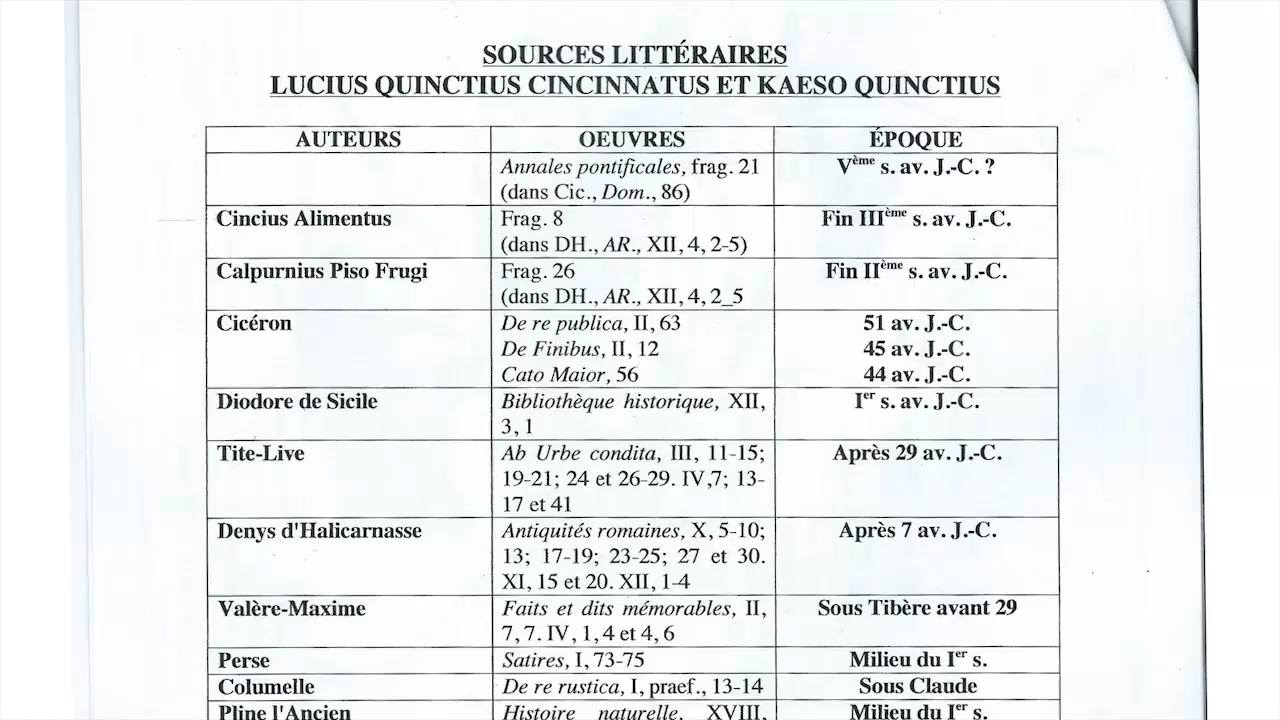 SOURCES LITTÉRAIRES
LUCIUS QUINCTIUS CINCINNATUS ET KAESO QUINCTIUS
AUTEURS OEUVRES ÉPOQUE
Annales pontificales, frag. 21 Vème s. av. J.-C. ?
(dans Cic., Dom., 86)
Cincius Alimentus Frag. 8 Fin IIIème s. av. J.-C.
(dans DH., AR., XII, 4, 2-5)
Calpurnius Piso Frugi Frag. 26 Fin IIème s. av. J.-C.
(dans DH., AR., XII, 4, 2_5
Cicéron De re publica, II, 63 51 av. J.-C.
De Finibus, II, 12 45 av. J.-C.
Cato Maior, 56 44 av. J.-C.
Diodore de Sicile Bibliothèque historique, XII, Ier s. av. J.-C.
3, 1
Tite-Live Ab Urbe condita, III, 11-15; Après 29 av. J.-C.
19-21; 24 et 26-29. IV,7; 13-
17 et 41
Denys d'Halicarnasse Antiquités romaines, X, 5-10; Après 7 av. J.-C.
13; 17-19; 23-25; 27 et 30.
XI, 15 et 20. XII, 1-4
Valère-Maxime Faits et dits mémorables, II, Sous Tibère avant 29
7, 7. IV, 1, 4 et 4, 6
Perse Satires, I, 73-75 Milieu du Ier s.
Columelle De re rustica, I, praef., 13-14 Sous Claude
Pline l'Ancien Histoire naturelle, XVIII, Milieu du Ier s.